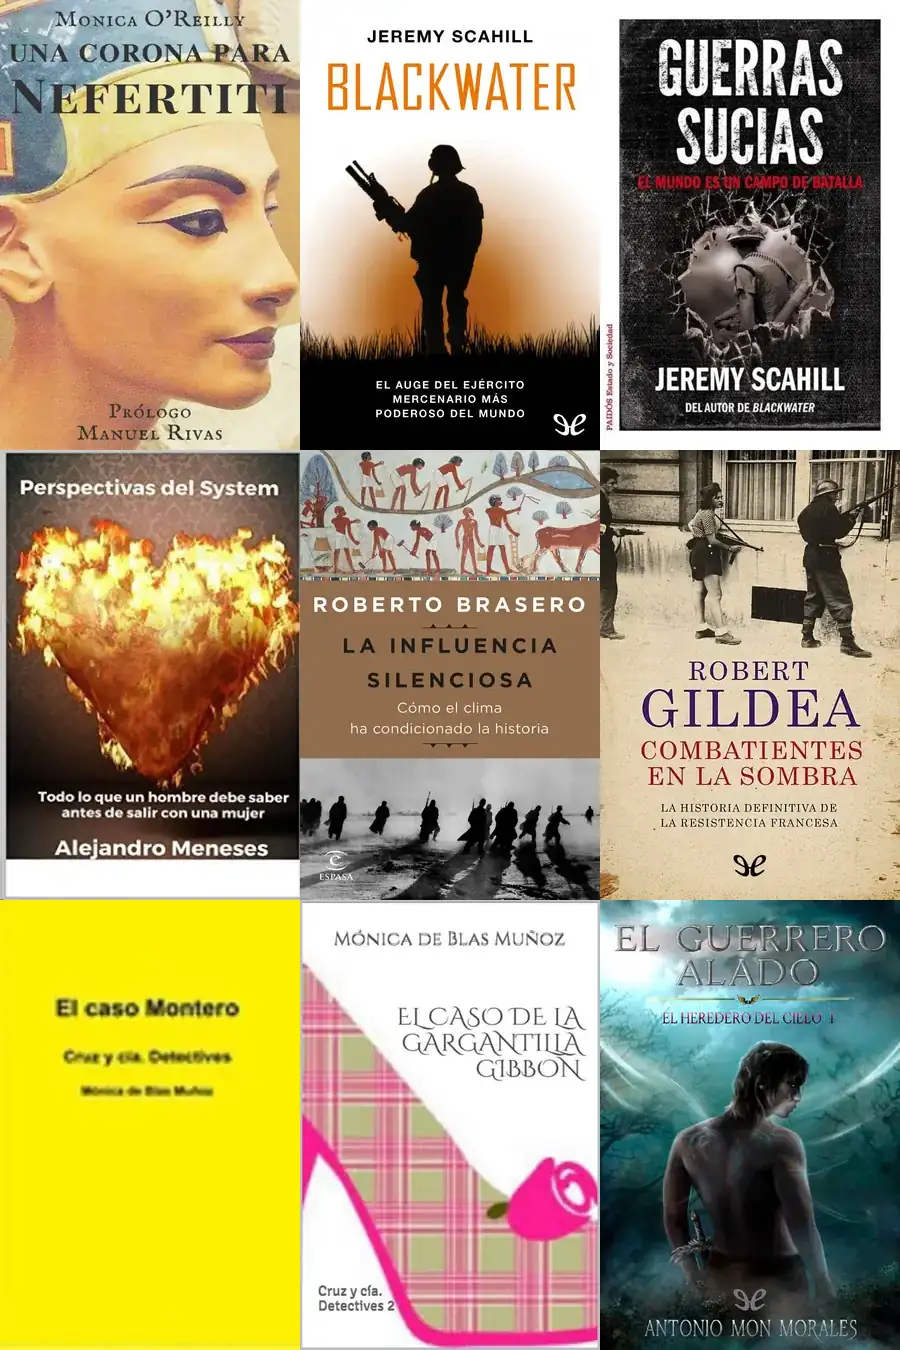 Monica O'Reilly
una corona para
Nefertiti
Prólogo
Manuel Rivas
JEREMY SCAHILL
BLACKWATER
EL AUGE DEL EJÉRCITO
MERCENARIO MÁS
PODEROSO DEL MUNDO
GUERRAS
SUCIAS
EL MUNDO ES UN CAMPO DE BATALLA
PAIDÓS Estado y Sociedad
JEREMY SCAHILL
DEL AUTOR DE BLACKWATER
Perspectivas del System
Todo lo que un hombre debe saber
antes de salir con una mujer
Alejandro Meneses
ROBERTO BRASERO
LA INFLUENCIA
SILENCIOSA
Cómo el clima
ha condicionado la historia
ESPASA
ROBERT
GILDEA
COMBATIENTES
EN LA SOMBRA
LA HISTORIA DEFINITIVA DE
LA RESISTENCIA FRANCESA
El caso Montero
Cruz y cía. Detectives
Mónica de Blas Muñoz
Mónica de Blas Muñoz
El caso de la
gargantilla
Gibbon
Cruz y cía.
Detectives 2
EL GUERRERO
ALADO
EL HEREDERO DEL CIELO 1
ANTONIO MON MORALES